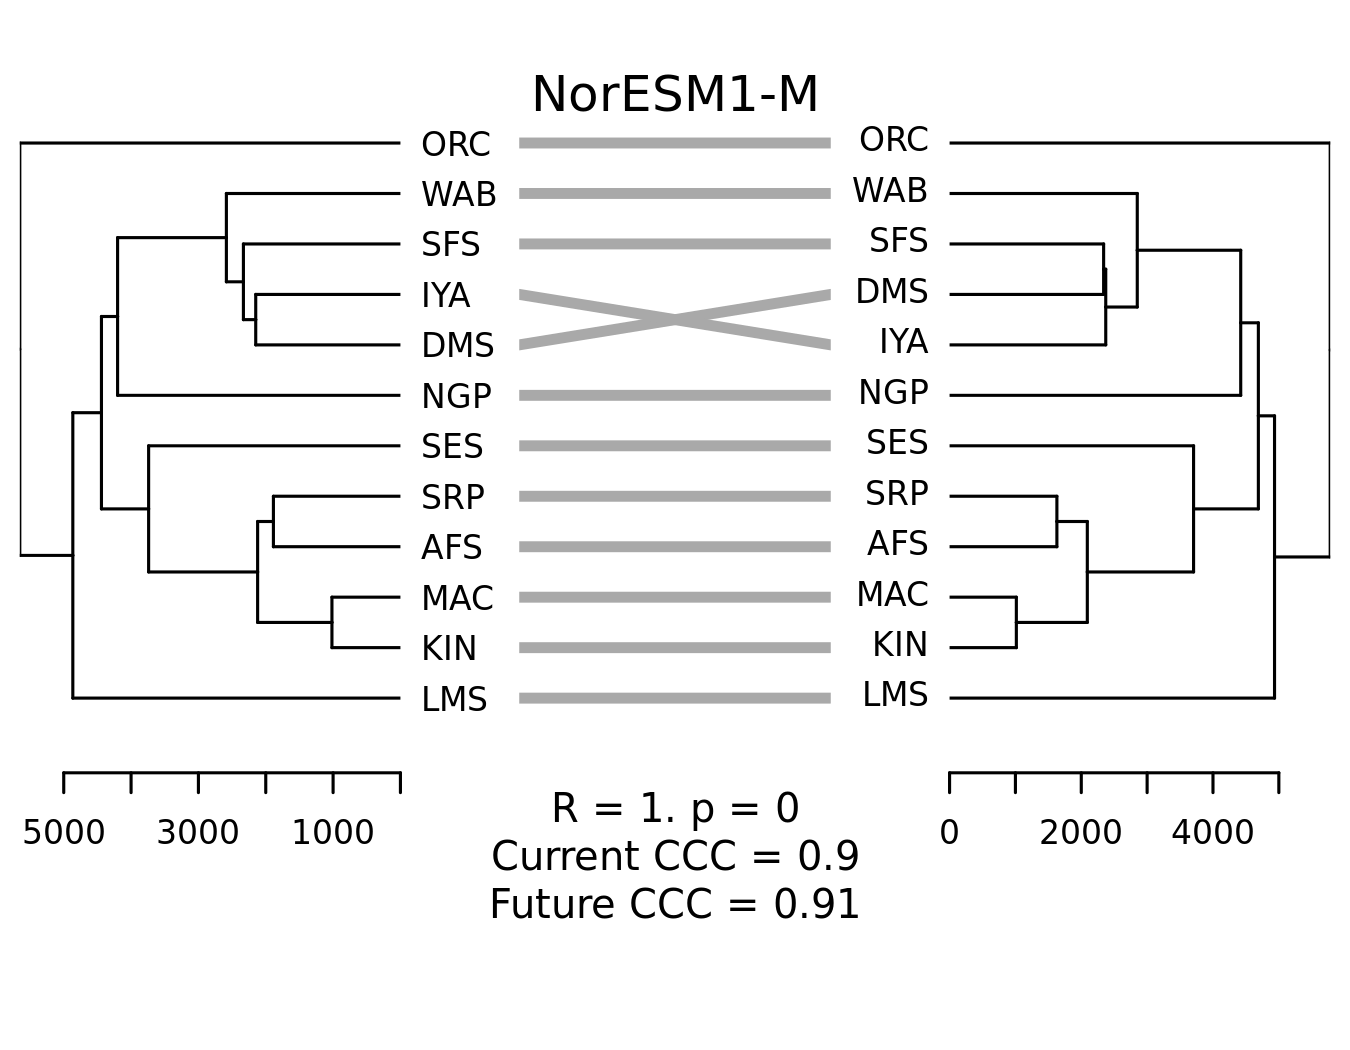 NorESM1-M
ORC ORC
WAB WAB
SFS SFS
IYA DMS
DMS IYA
NGP NGP
SES SES
SRP SRP
AFS AFS
MAC MAC
KIN KIN
LMS LMS
5000 3000 1000 0 2000 4000
R = 1. p = 0
Current CCC = 0.9
Future CCC = 0.91